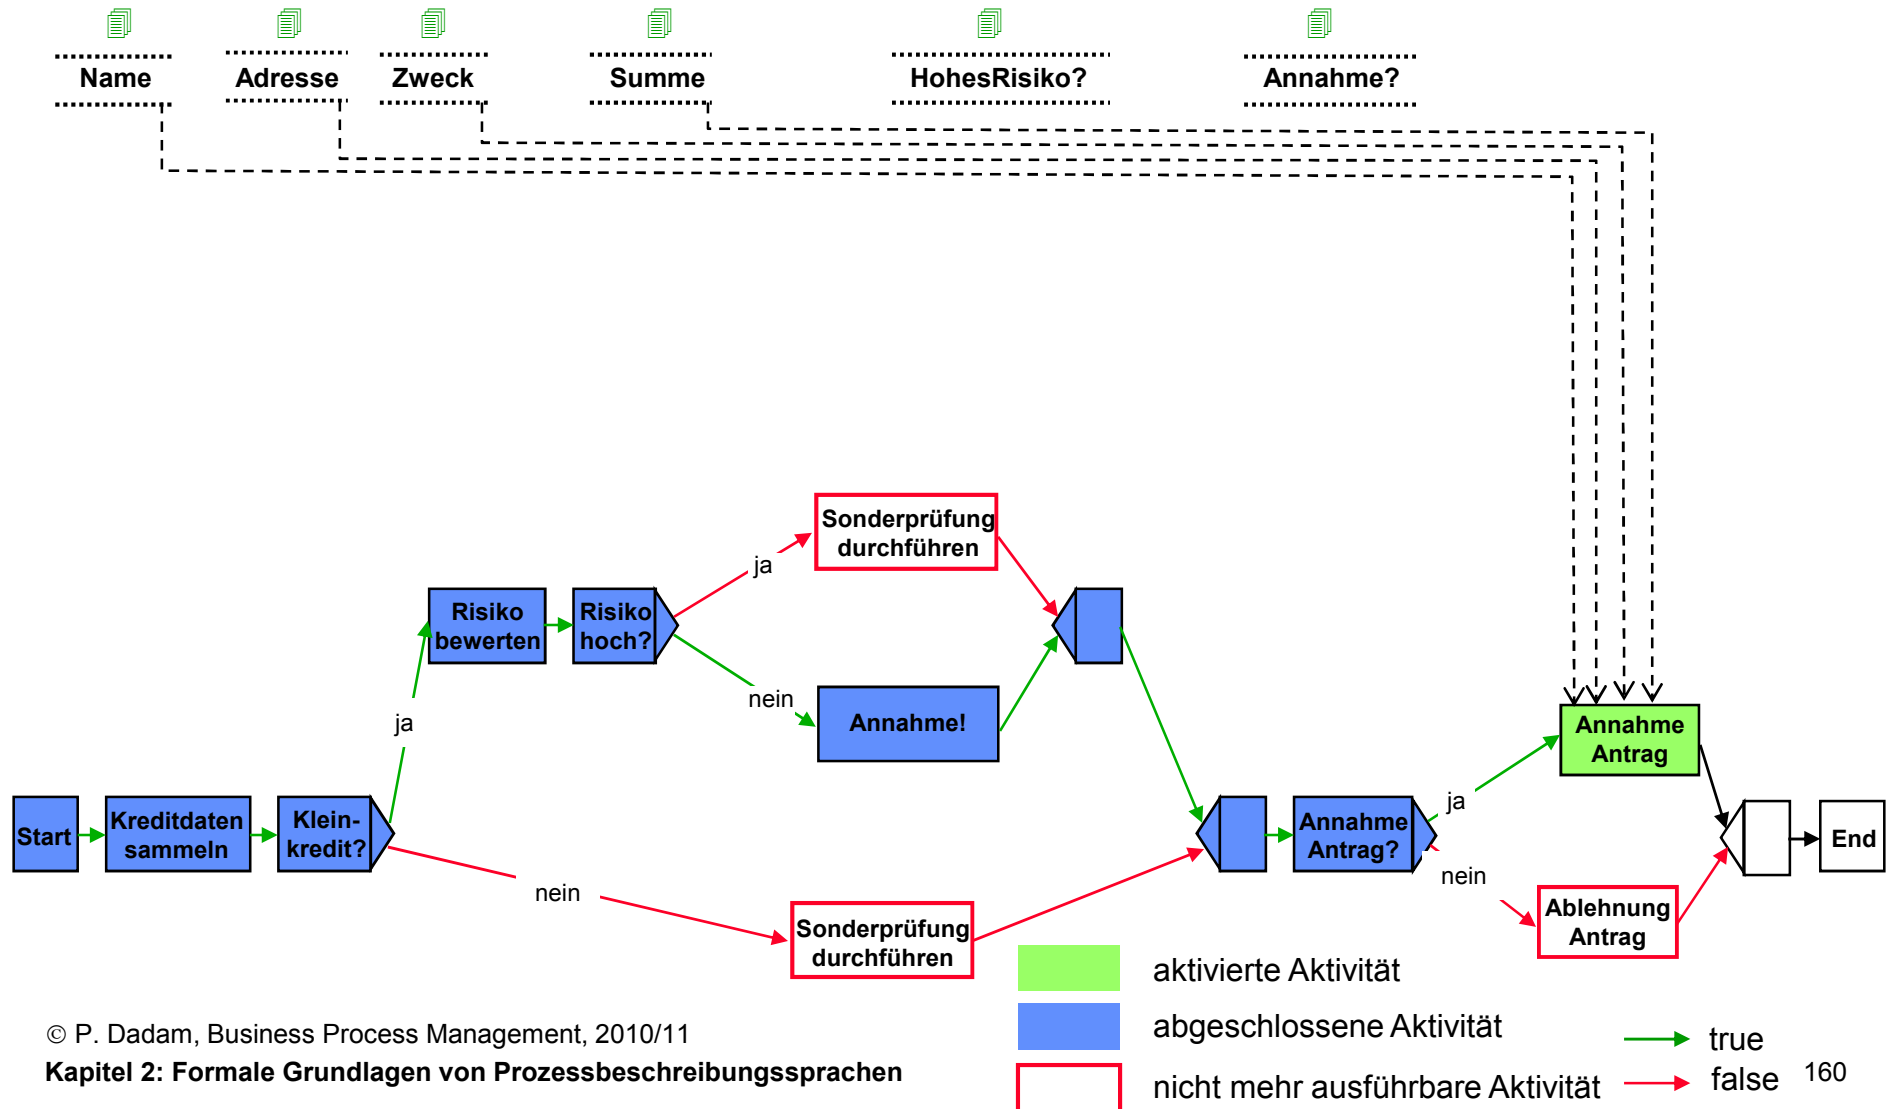 Name
Adresse
Zweck
Summe
HohesRisiko?
Annahme?
Sonderprüfung
durchführen
ja
Risiko
bewerten
Risiko
hoch?
nein
Annahme!
ja
Annahme
Antrag
Start
Kreditdaten
sammeln
Klein-
kredit?
Annahme
Antrag?
ja
End
nein
nein
Sonderprüfung
durchführen
Ablehnung
Antrag
aktivierte Aktivität
abgeschlossene Aktivität
nicht mehr ausführbare Aktivität
true
false
© P. Dadam, Business Process Management, 2010/11
Kapitel 2: Formale Grundlagen von Prozessbeschreibungssprachen
160